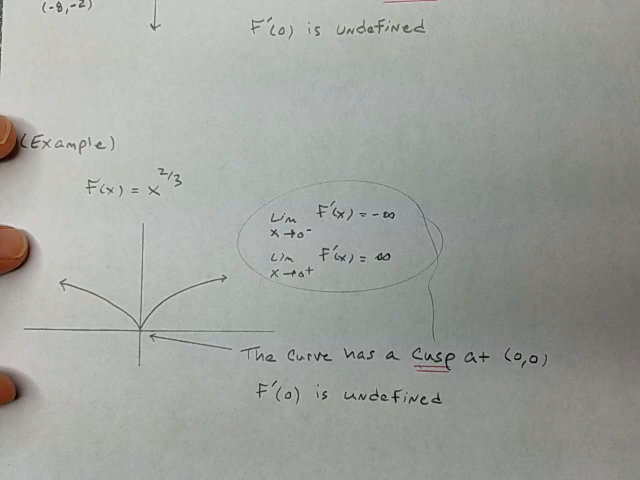 (-8,-2)
F'(0) is undefined
(Example)
F(x) = x^2/3
Lim F'(x) = -∞
x→0^-
Lim F'(x) = ∞
x→0^+
The curve has a cusp at (0,0)
F'(0) is undefined